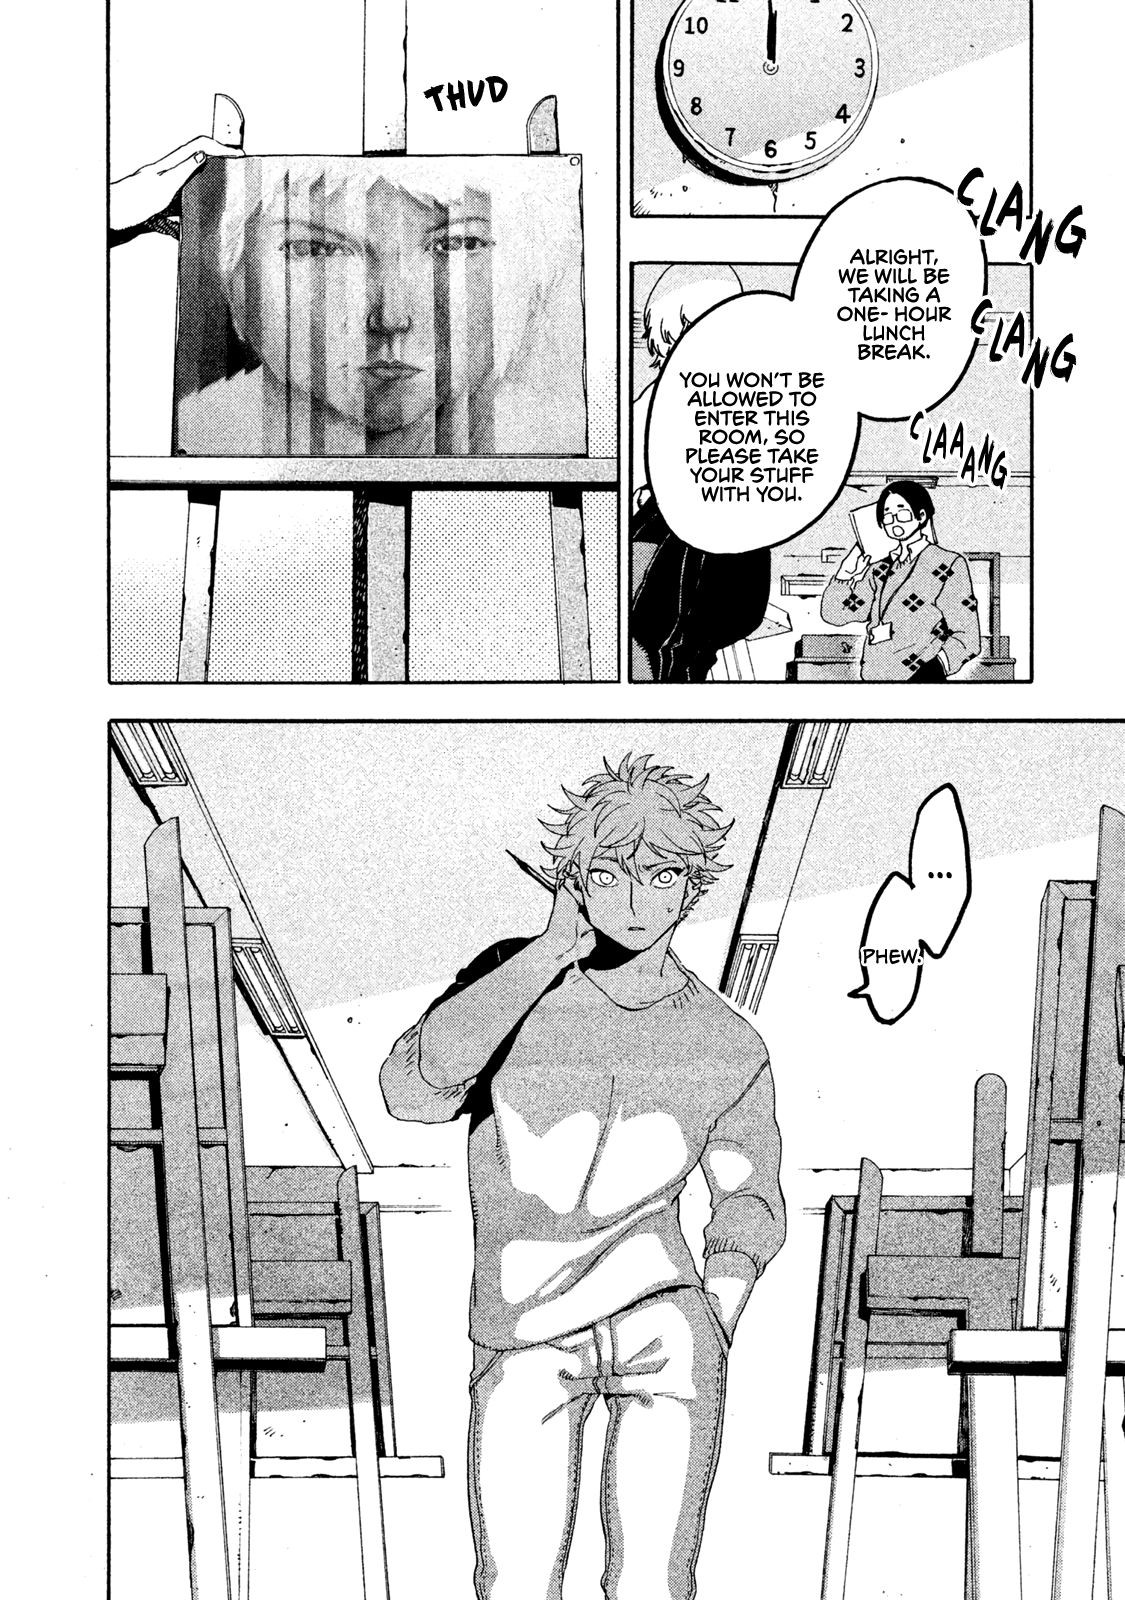 10
2
9
3
8
4
7
5
6
CLANG
CLANG
CLAAANG
ALRIGHT,
WE WILL BE
TAKING A
ONE- HOUR
LUNCH
BREAK.
YOU WON'T BE
ALLOWED TO
ENTER THIS
ROOM, SO
PLEASE TAKE
YOUR STUFF
WITH YOU.
THUD
...
PHEW.